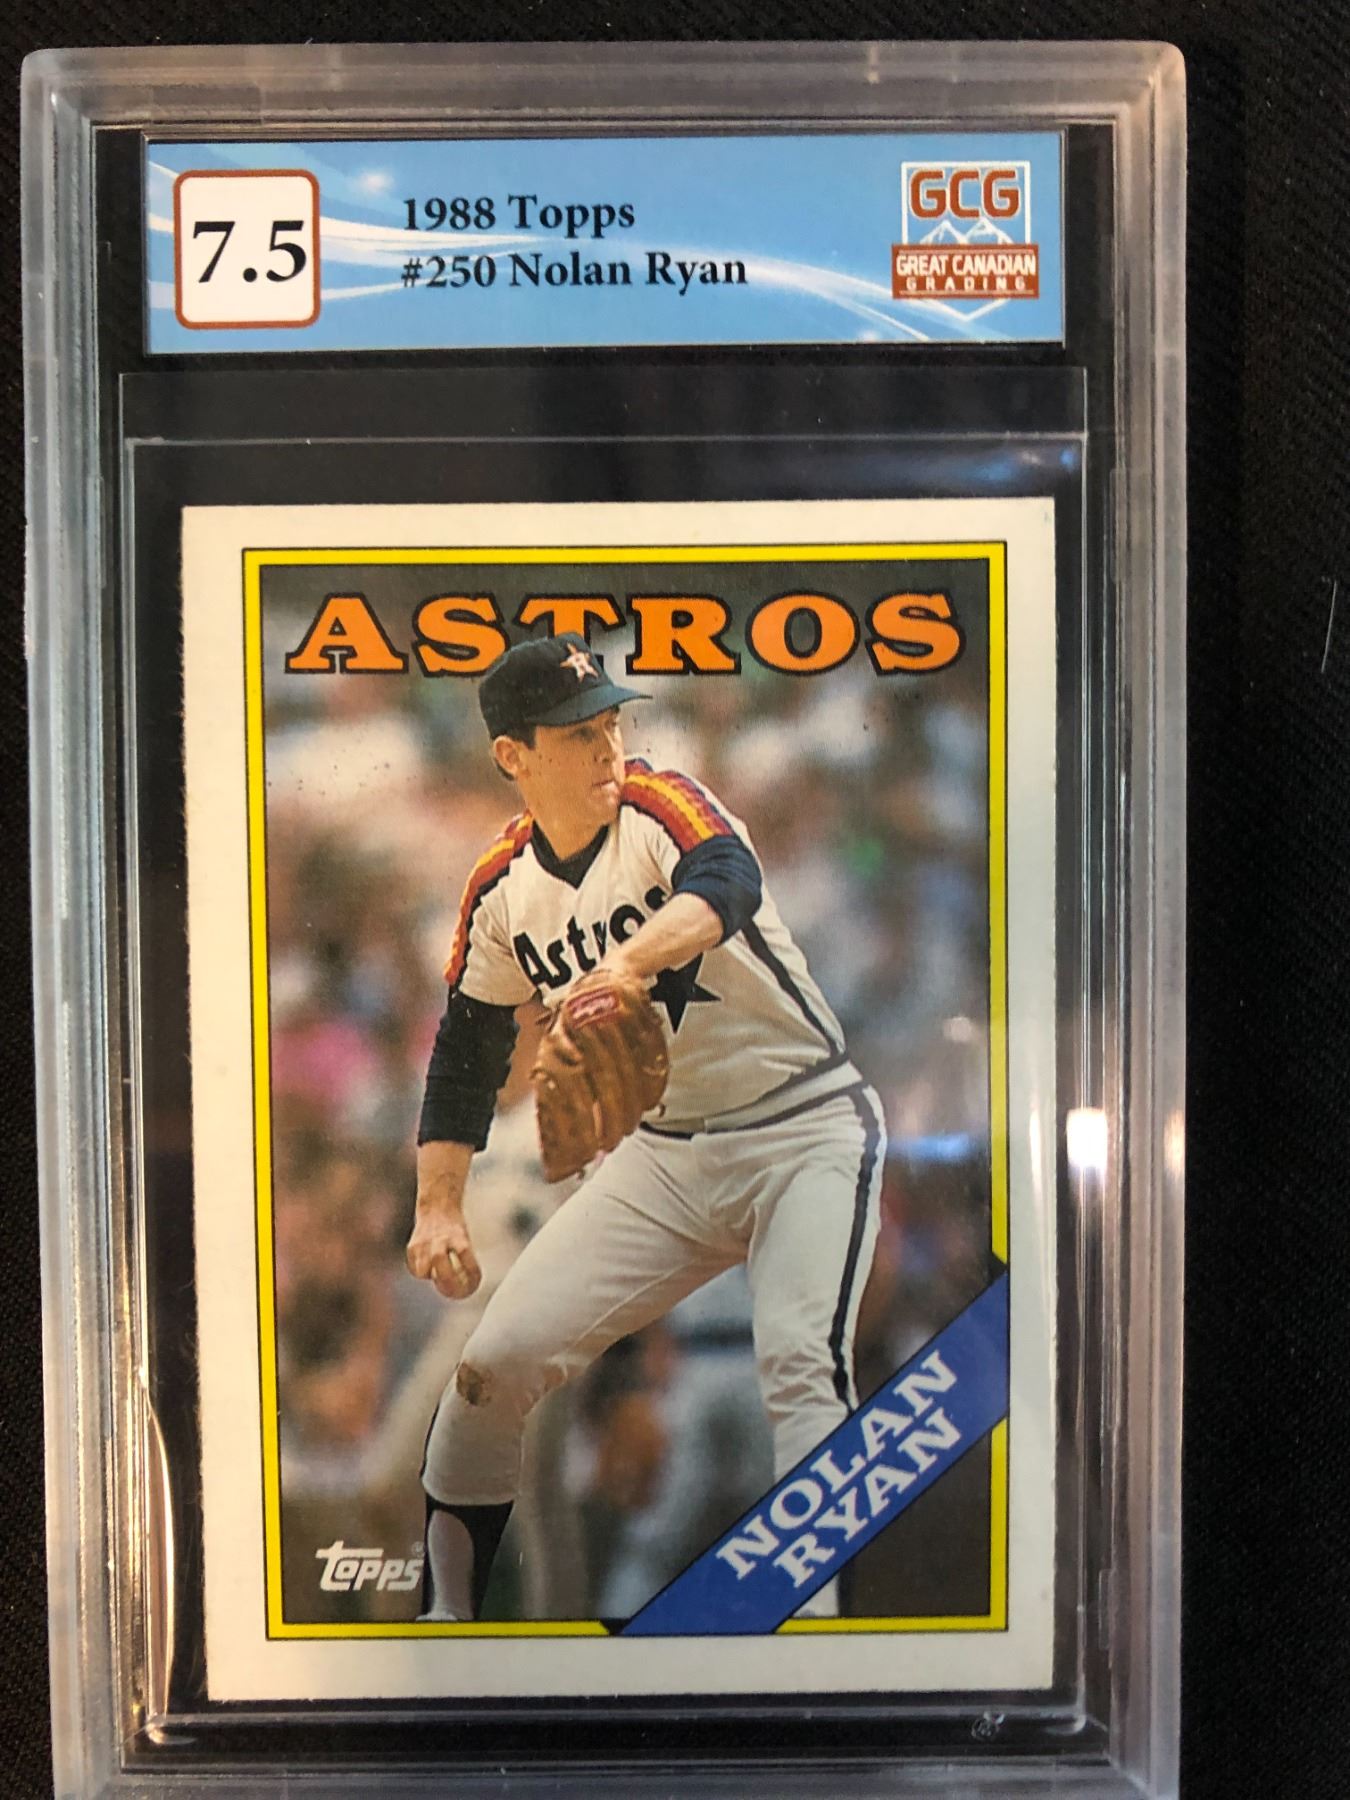 7.5
1988 Topps
#250 Nolan Ryan
GCG
GREAT CANADIAN
GRADING
ASTROS
R
Astros
NOLAN
RYAN
Topps®